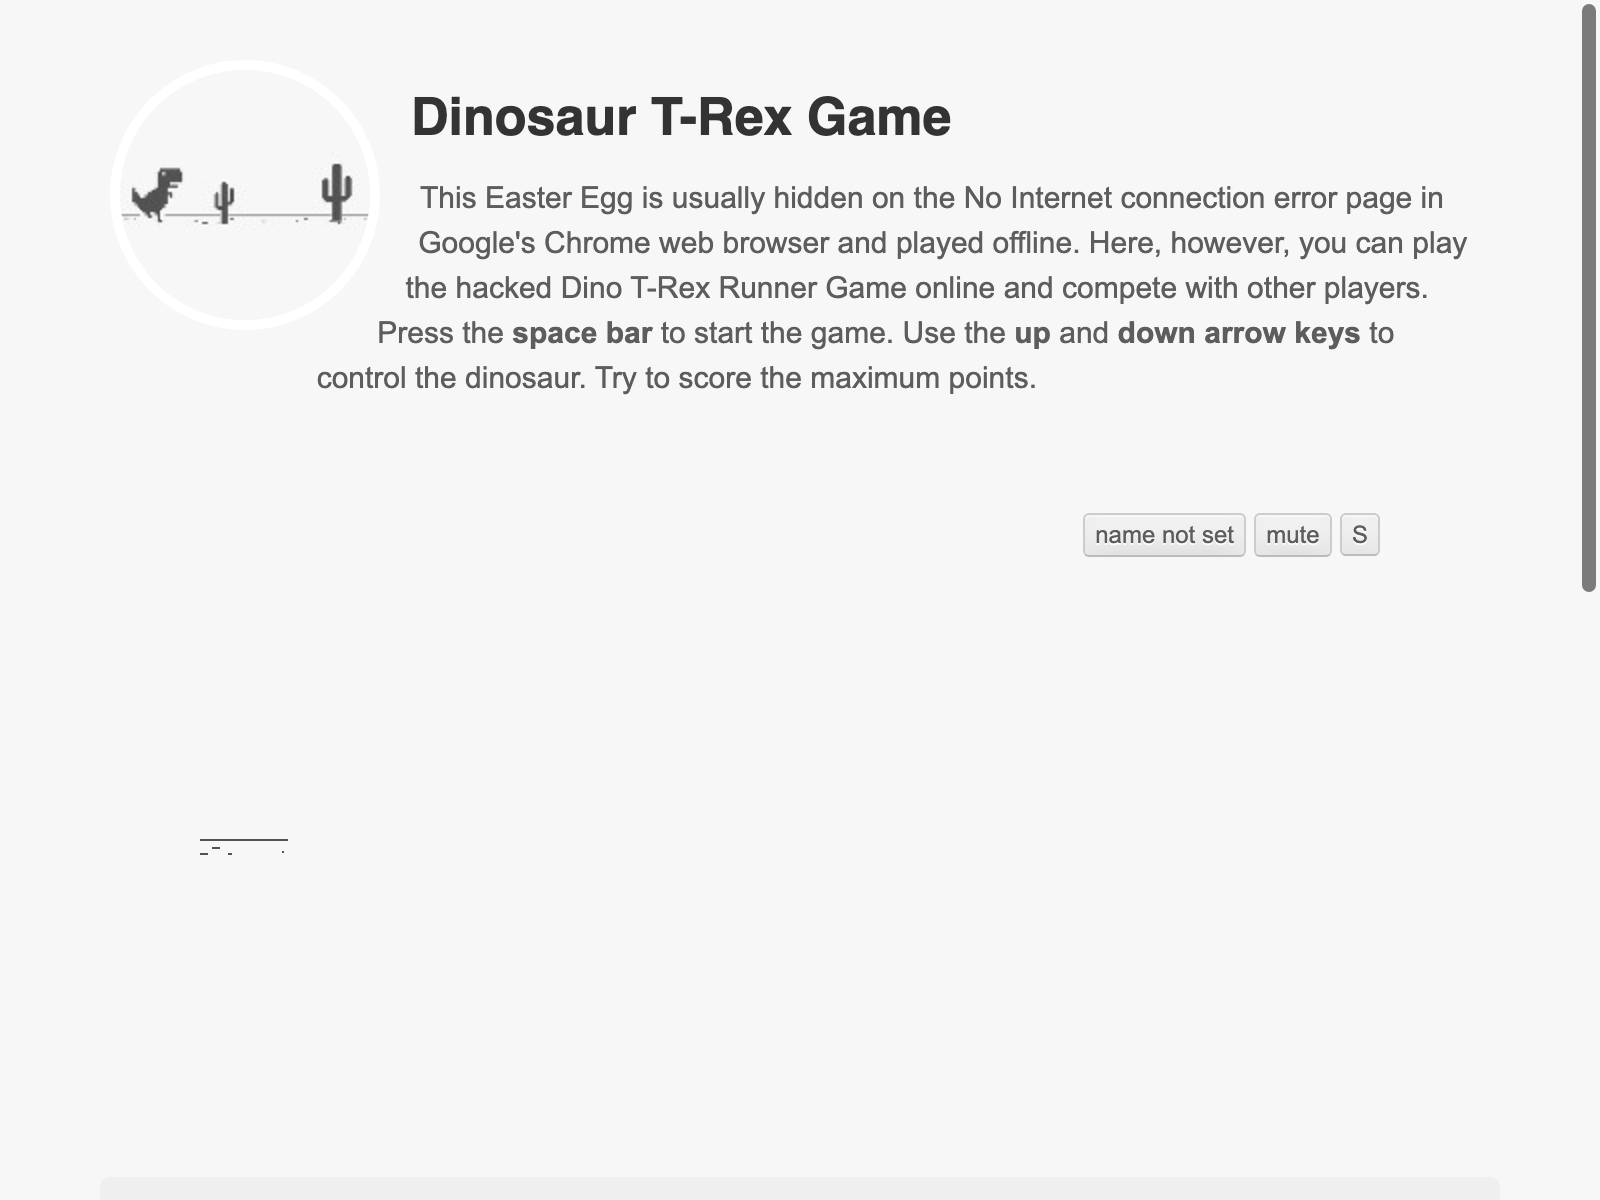 Dinosaur T-Rex Game
This Easter Egg is usually hidden on the No Internet connection error page in
Google's Chrome web browser and played offline. Here, however, you can play
the hacked Dino T-Rex Runner Game online and compete with other players.
Press the space bar to start the game. Use the up and down arrow keys to
control the dinosaur. Try to score the maximum points.
name not set mute S